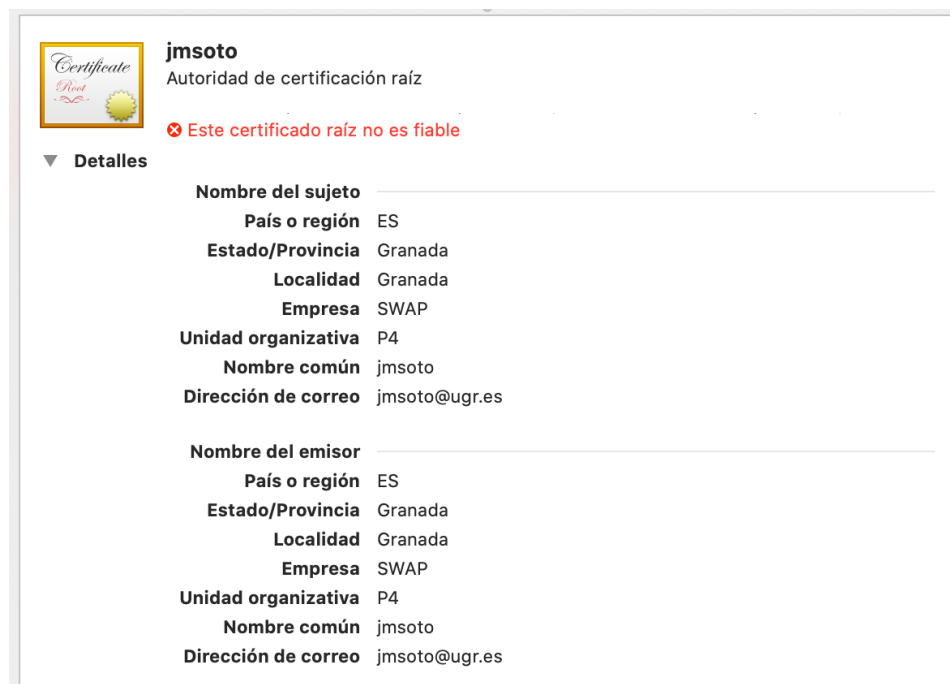 Certificate
Root
jmsoto
Autoridad de certificación raíz
Este certificado raíz no es fiable
Detalles
Nombre del sujeto
País o región ES
Estado/Provincia Granada
Localidad Granada
Empresa SWAP
Unidad organizativa P4
Nombre común jmsoto
Dirección de correo jmsoto@ugr.es
Nombre del emisor
País o región ES
Estado/Provincia Granada
Localidad Granada
Empresa SWAP
Unidad organizativa P4
Nombre común jmsoto
Dirección de correo jmsoto@ugr.es